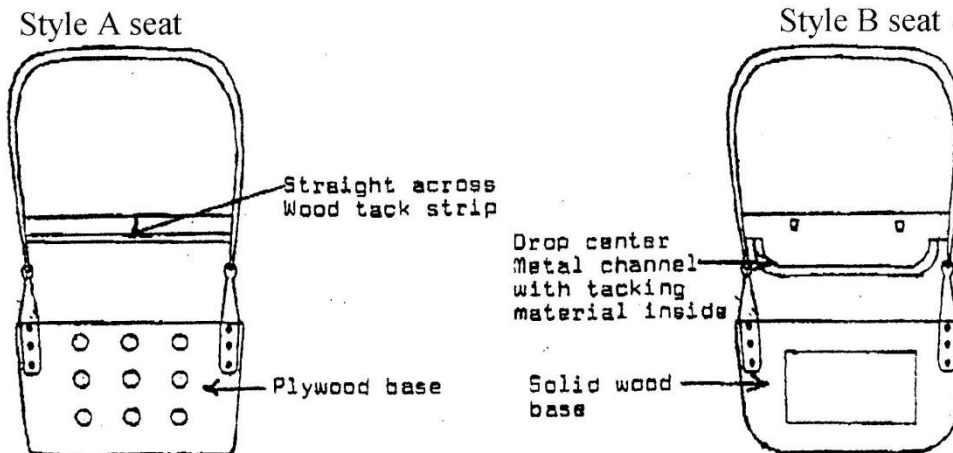 Style A seat
Style B seat
Straight across
Wood tack strip
Drop center
Metal channel
with tacking
material inside
Plywood base
Solid wood
base